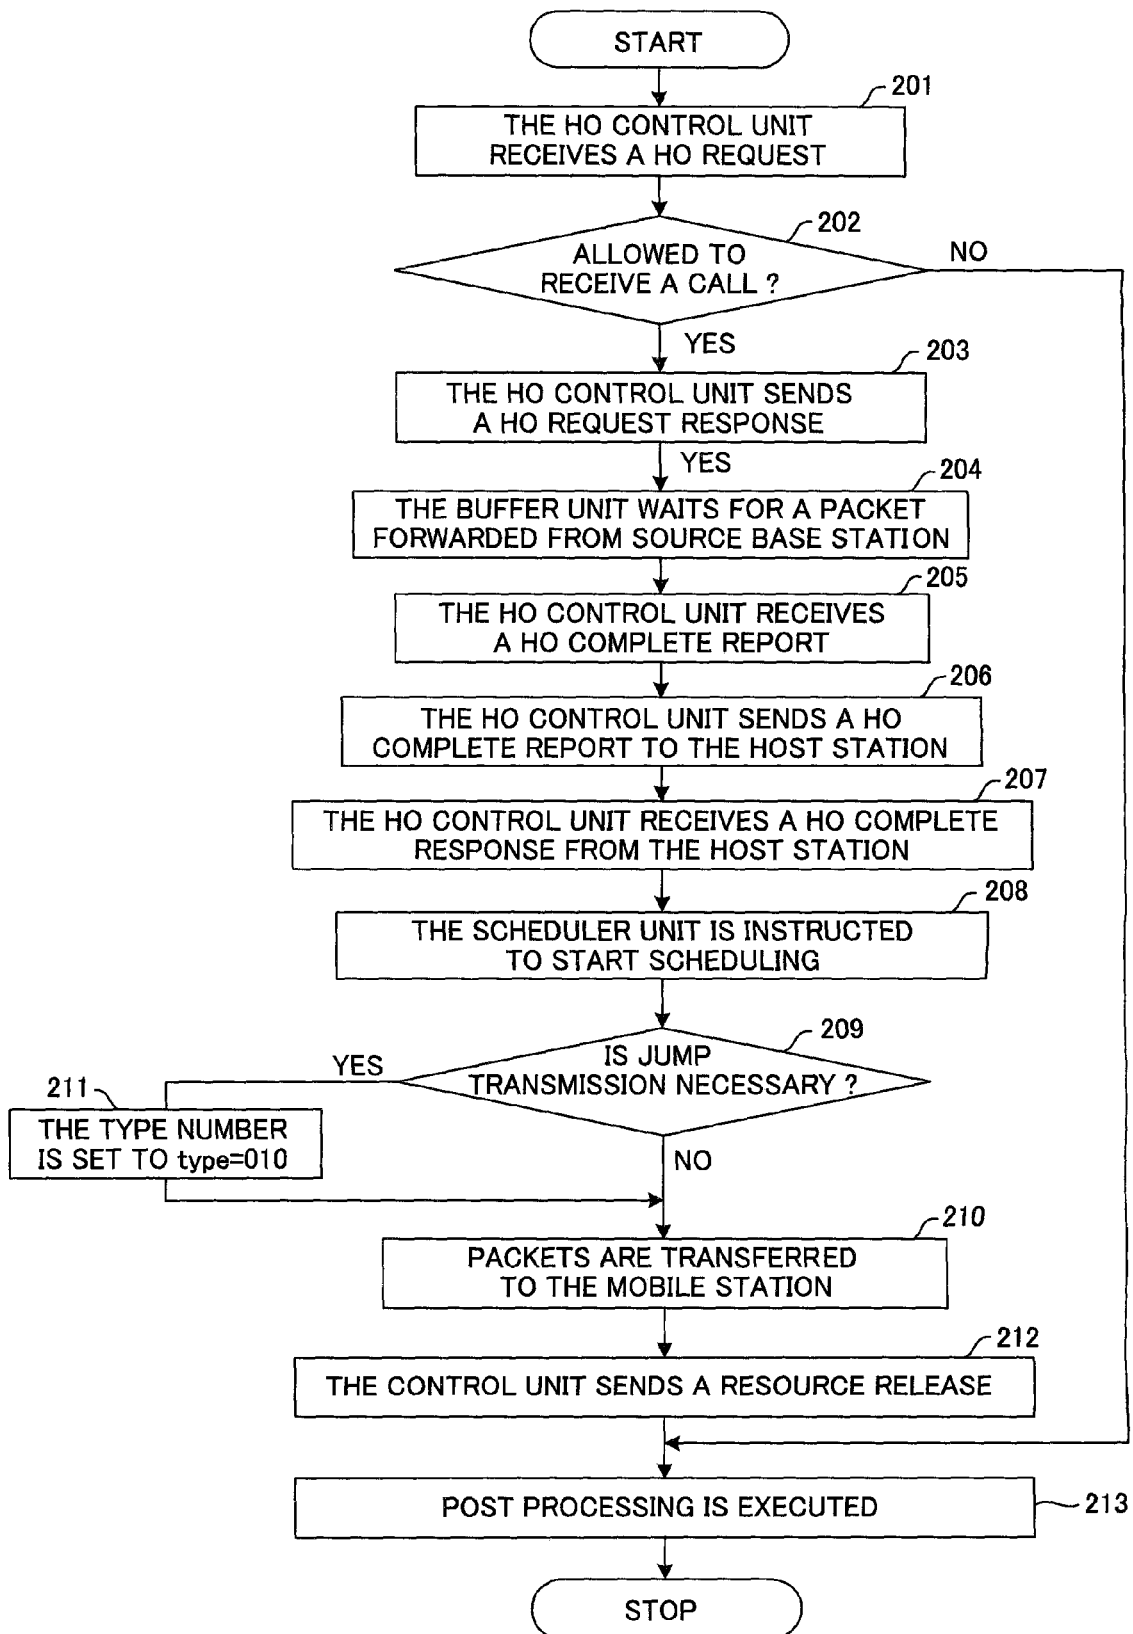 START
201
THE HO CONTROL UNIT
RECEIVES A HO REQUEST
202
ALLOWED TO
RECEIVE A CALL ?
NO
YES
203
THE HO CONTROL UNIT SENDS
A HO REQUEST RESPONSE
YES
204
THE BUFFER UNIT WAITS FOR A PACKET
FORWARDED FROM SOURCE BASE STATION
205
THE HO CONTROL UNIT RECEIVES
A HO COMPLETE REPORT
206
THE HO CONTROL UNIT SENDS A HO
COMPLETE REPORT TO THE HOST STATION
207
THE HO CONTROL UNIT RECEIVES A HO COMPLETE
RESPONSE FROM THE HOST STATION
208
THE SCHEDULER UNIT IS INSTRUCTED
TO START SCHEDULING
209
IS JUMP
TRANSMISSION NECESSARY ?
YES
211
THE TYPE NUMBER
IS SET TO type=010
NO
210
PACKETS ARE TRANSFERRED
TO THE MOBILE STATION
212
THE CONTROL UNIT SENDS A RESOURCE RELEASE
POST PROCESSING IS EXECUTED
213
STOP